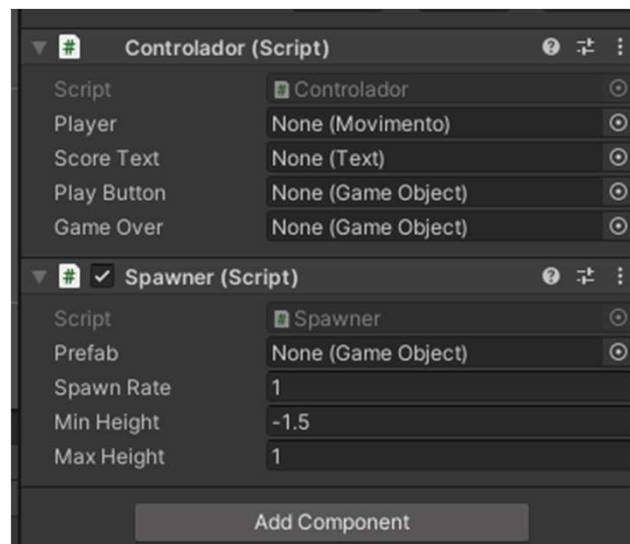 Controlador (Script)
Script Controlador
Player None (Movimento)
Score Text None (Text)
Play Button None (Game Object)
Game Over None (Game Object)
Spawner (Script)
Script Spawner
Prefab None (Game Object)
Spawn Rate 1
Min Height -1.5
Max Height 1
Add Component